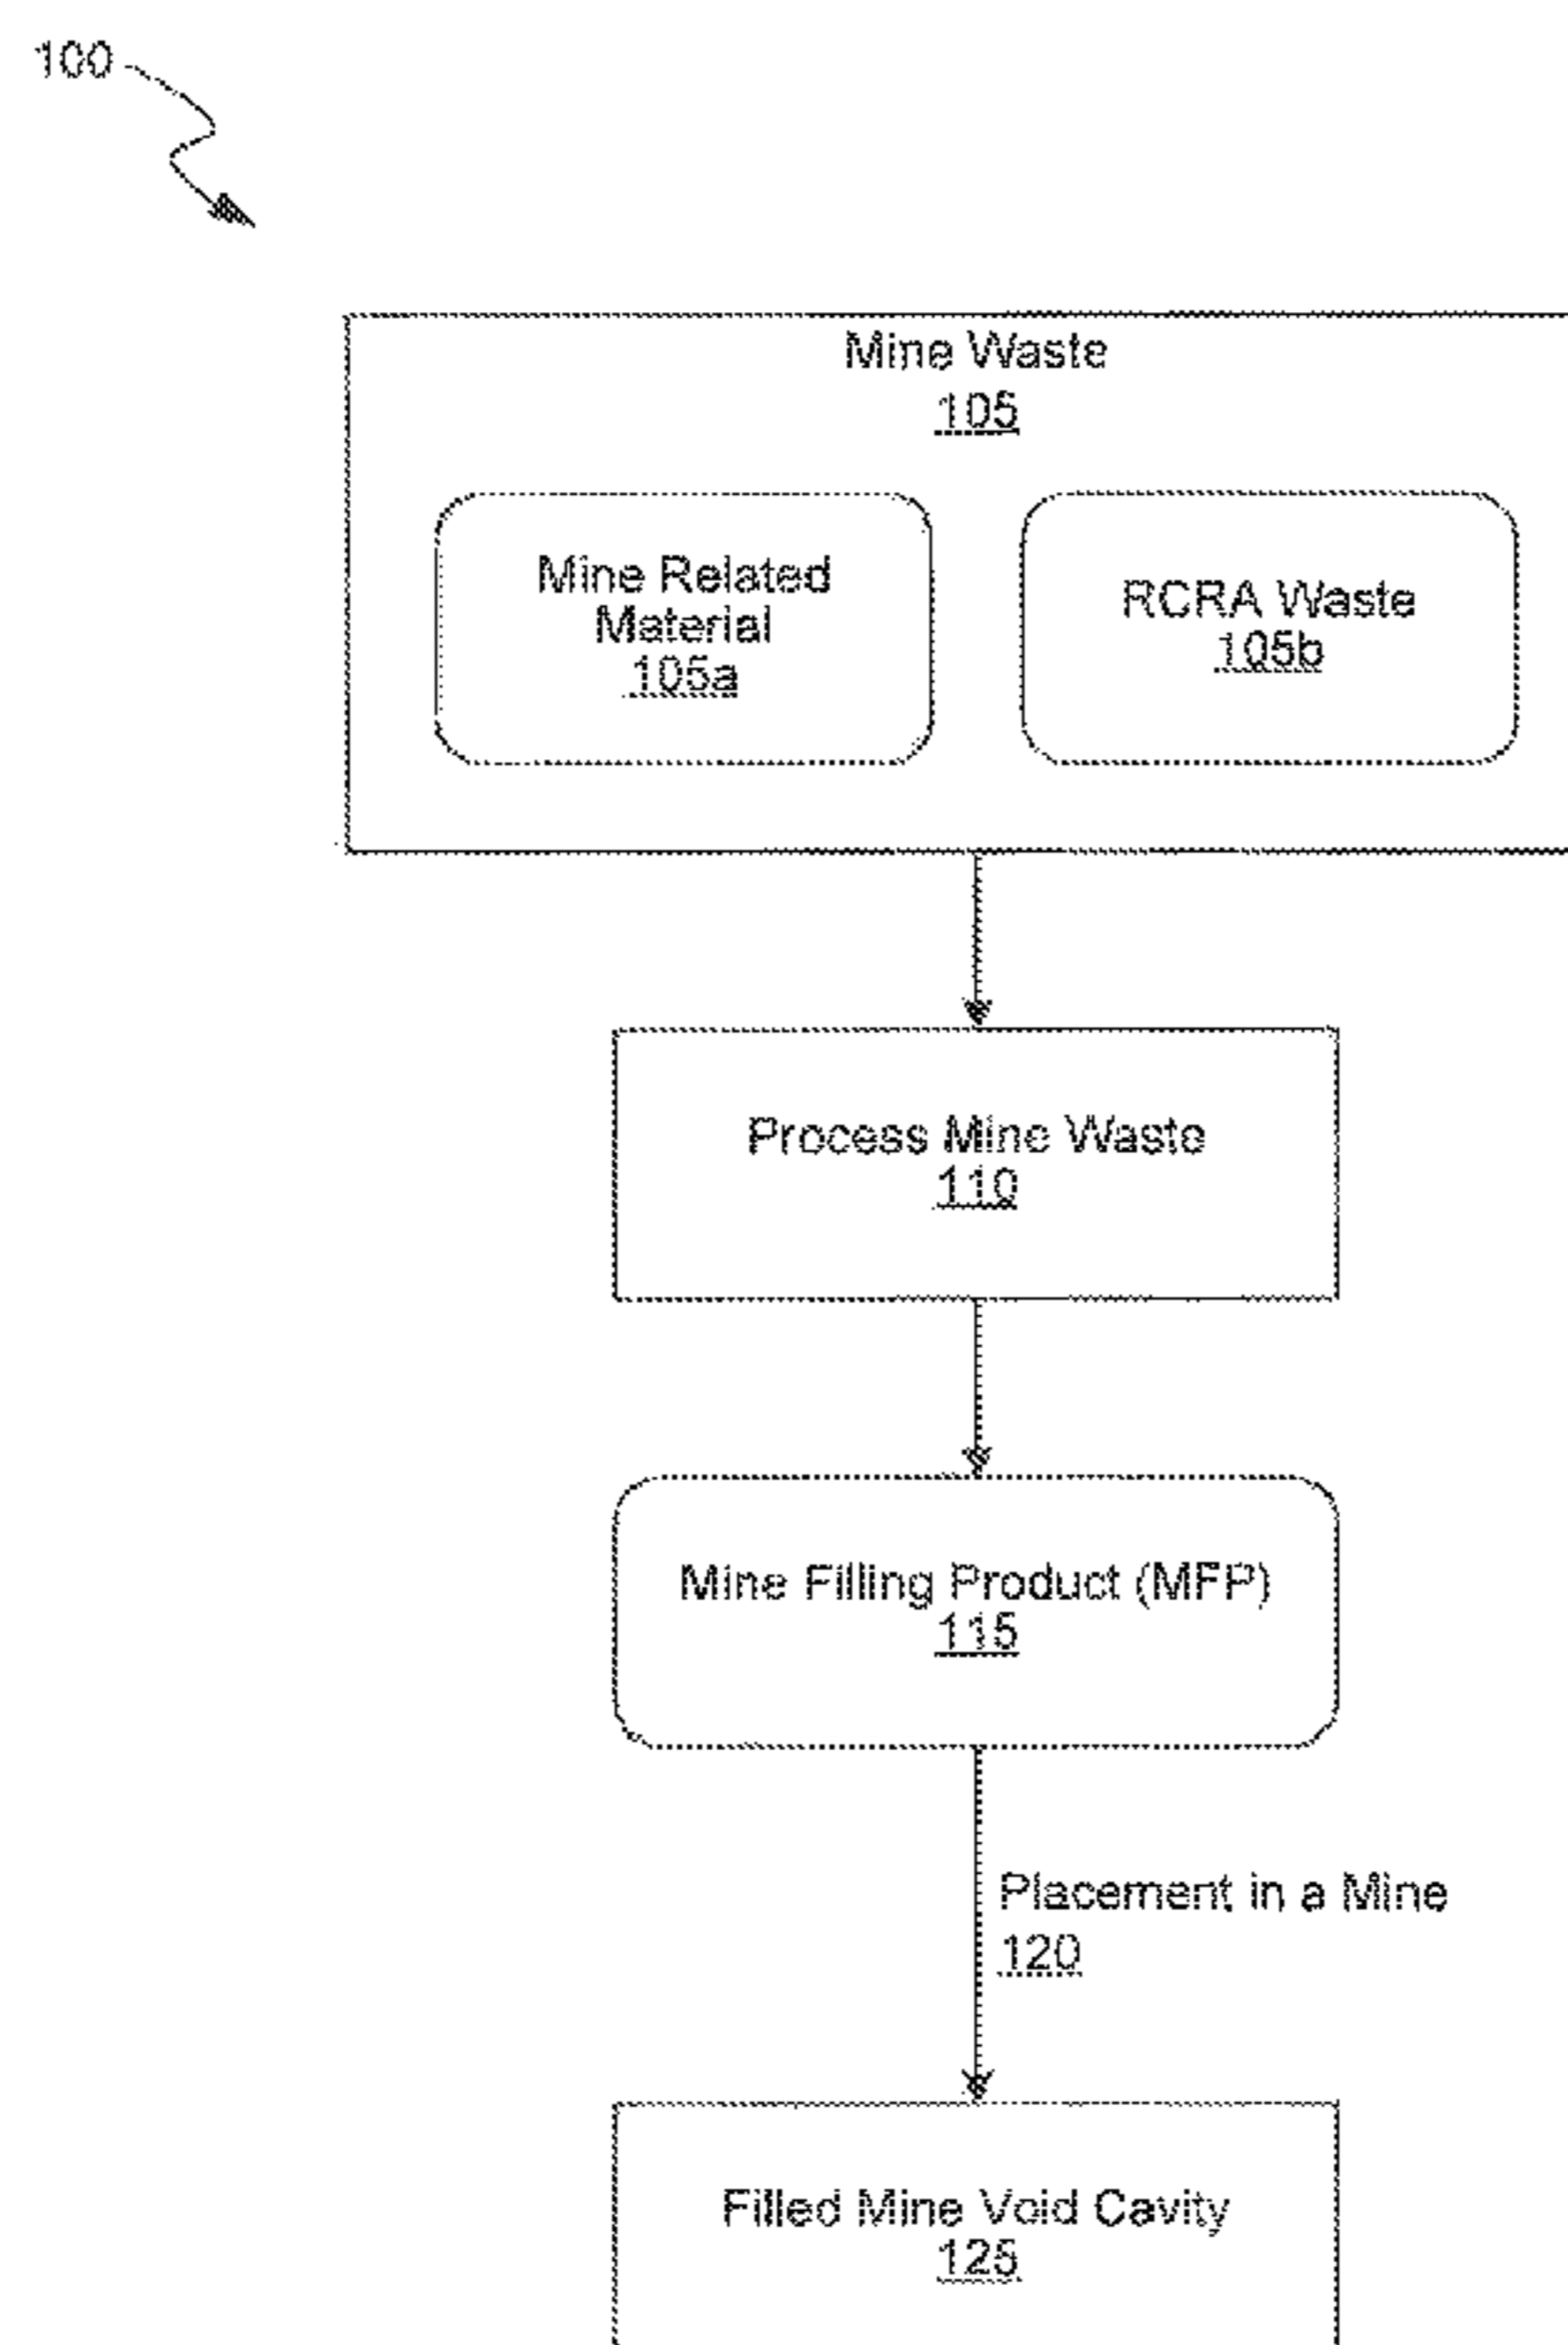 100
Mine Waste
105
Mine Related
Material
105a
RCRA Waste
105b
Process Mine Waste
110
Mine Filling Product (MFP)
115
Placement in a Mine
120
Filled Mine Void Cavity
125